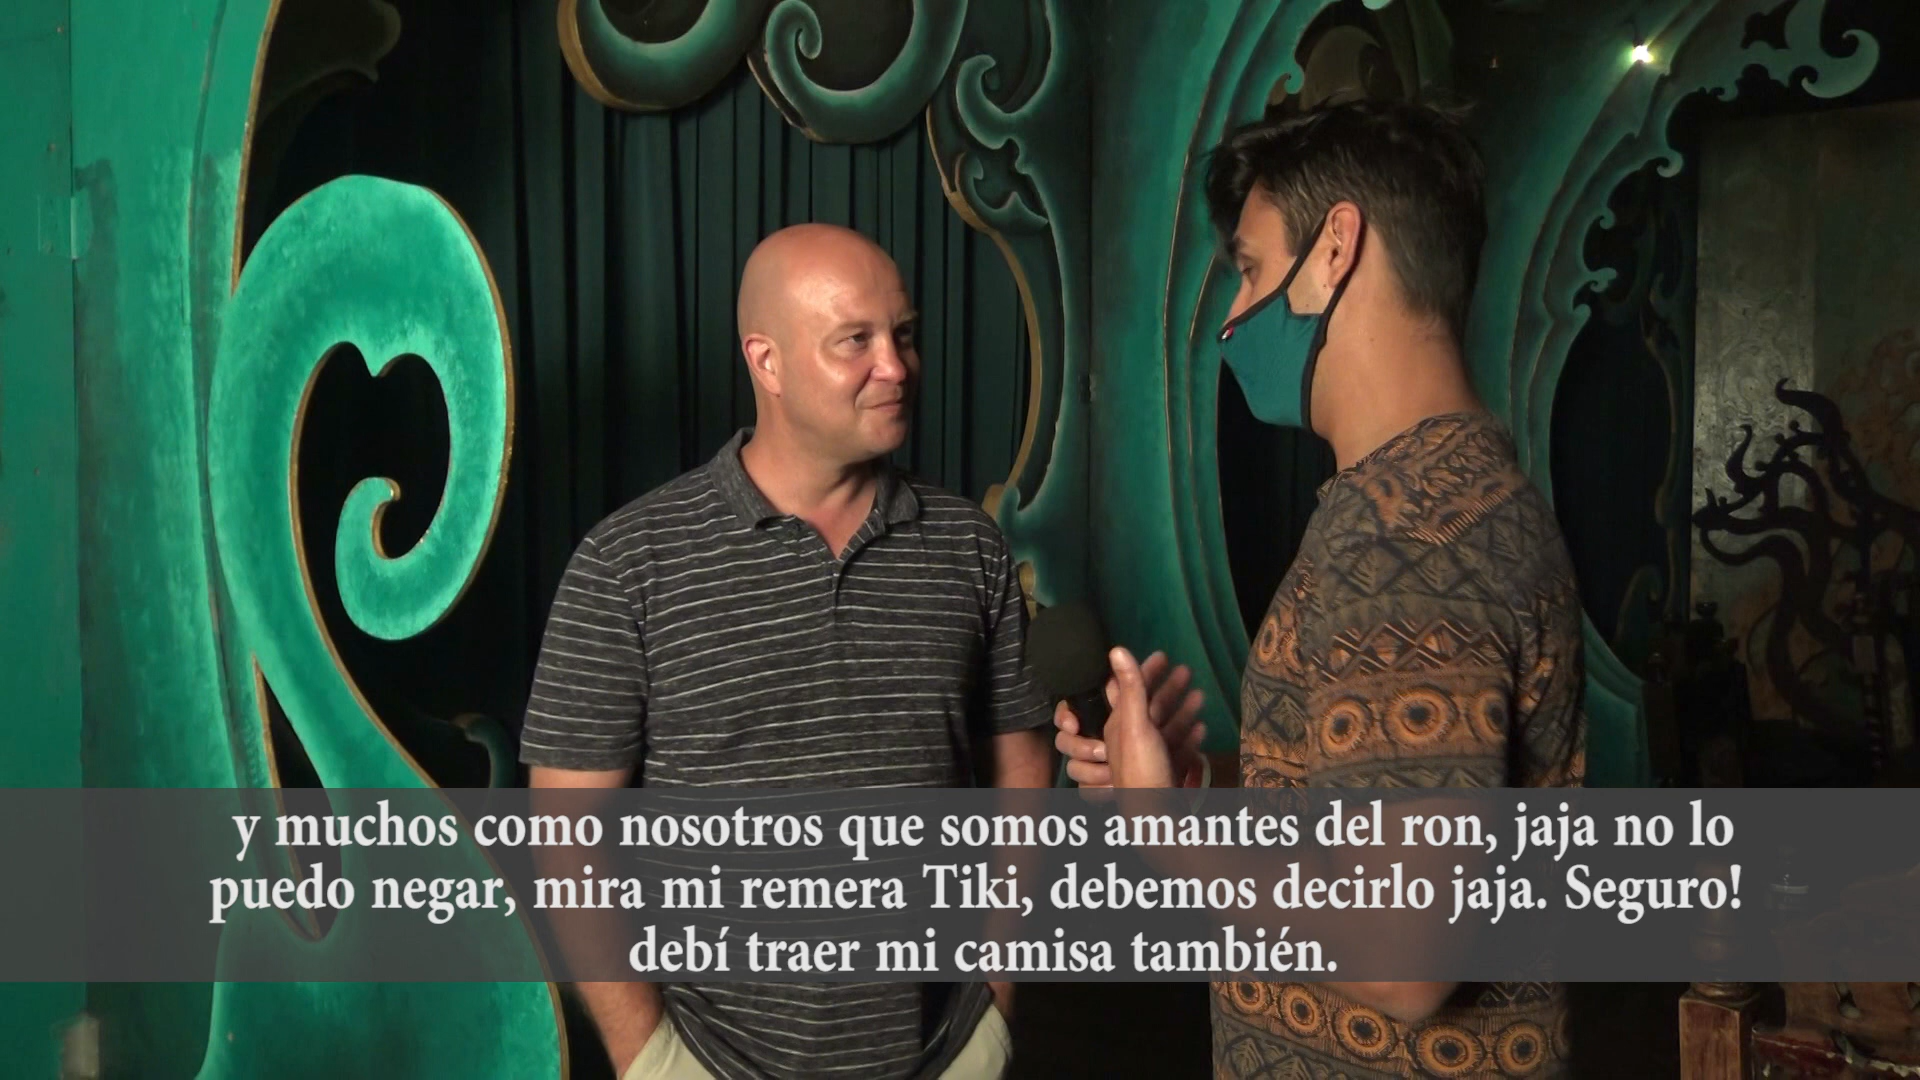 y muchos como nosotros que somos amantes del ron, jaja no lo
puedo negar, mira mi remera Tiki, debemos decirlo jaja. Seguro!
debí traer mi camisa también.